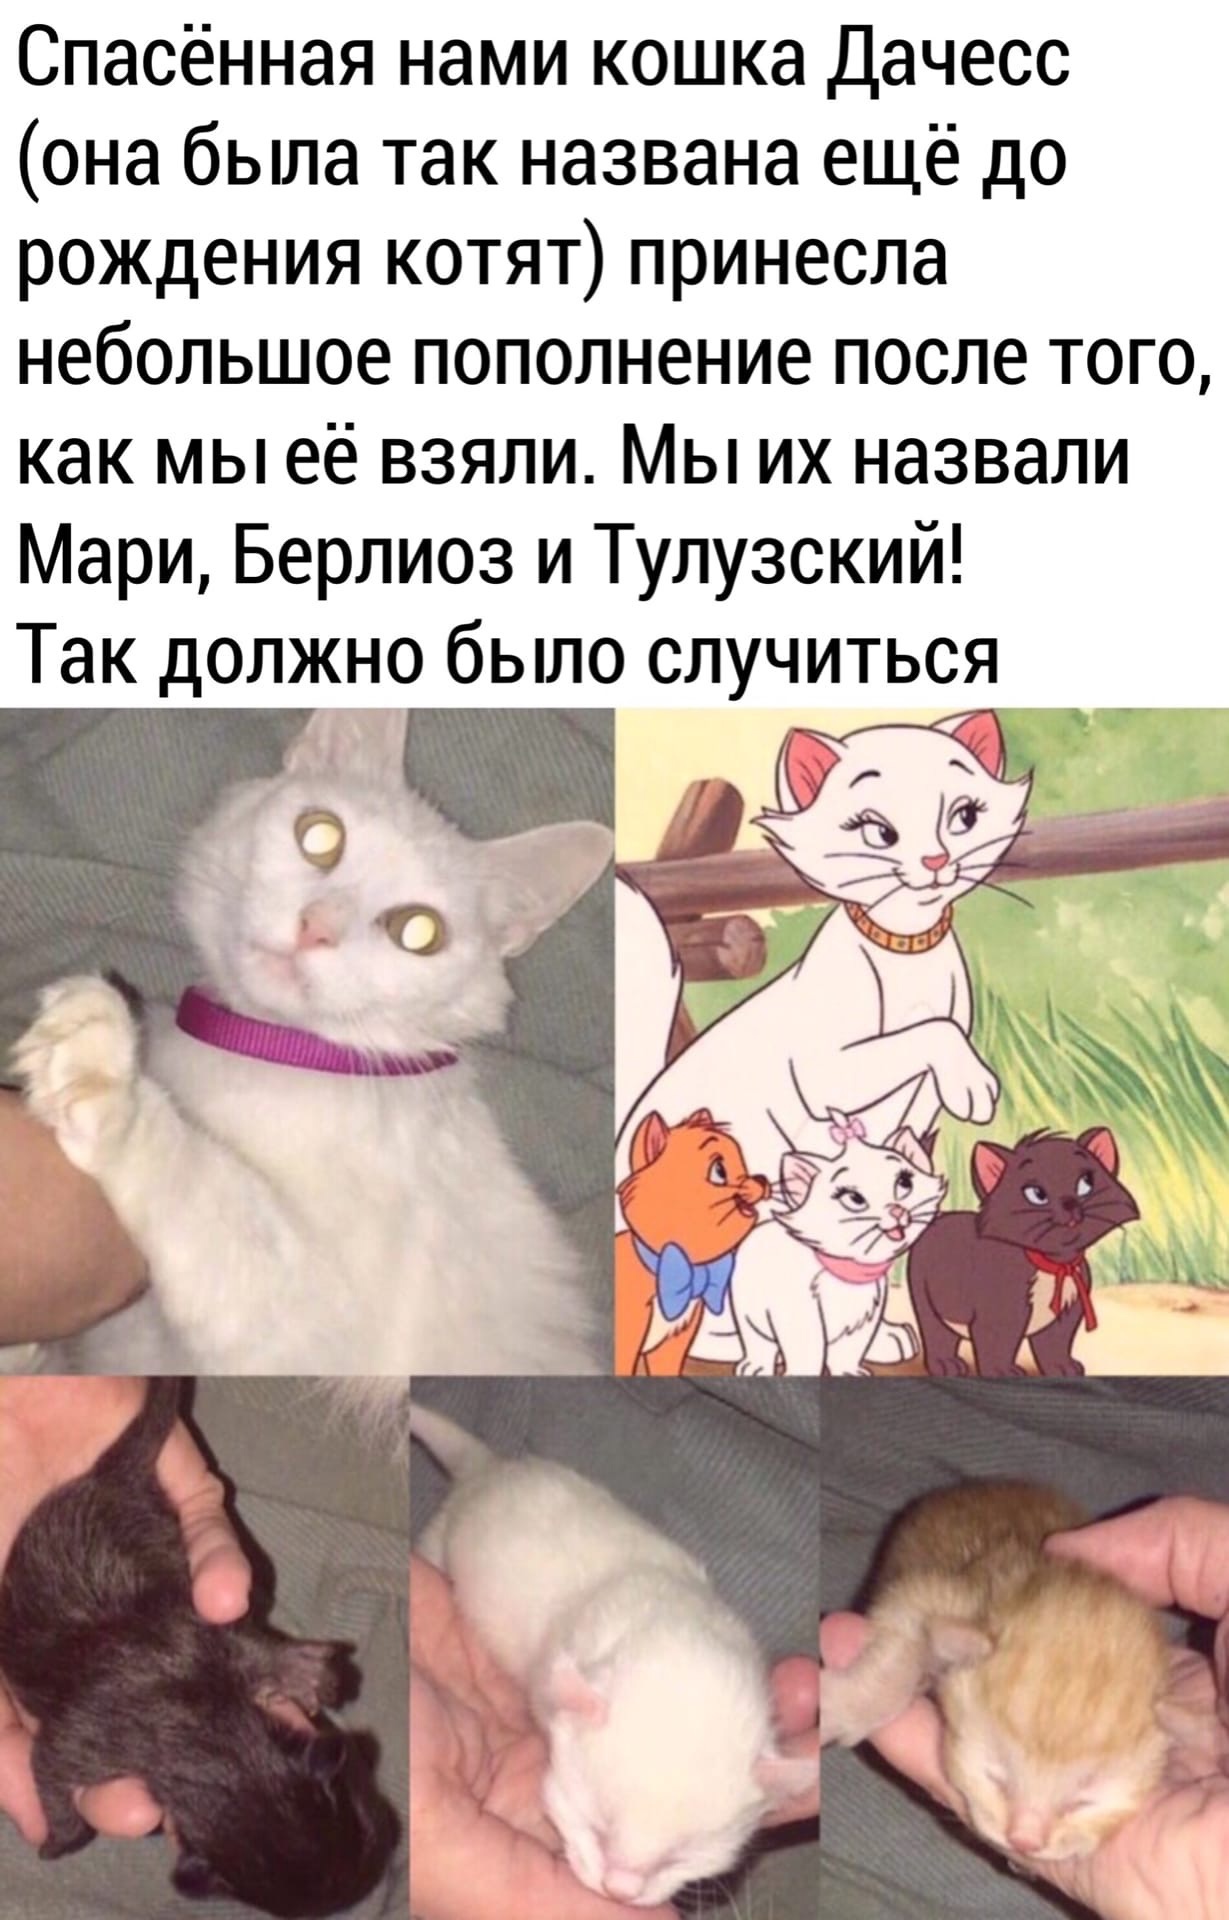 Спасённая нами кошка Дачесс
(она была так названа ещё до
рождения котят) принесла
небольшое пополнение после того,
как мы её взяли. Мы их назвали
Мари, Берлиоз и Тулузский!
Так должно было случиться